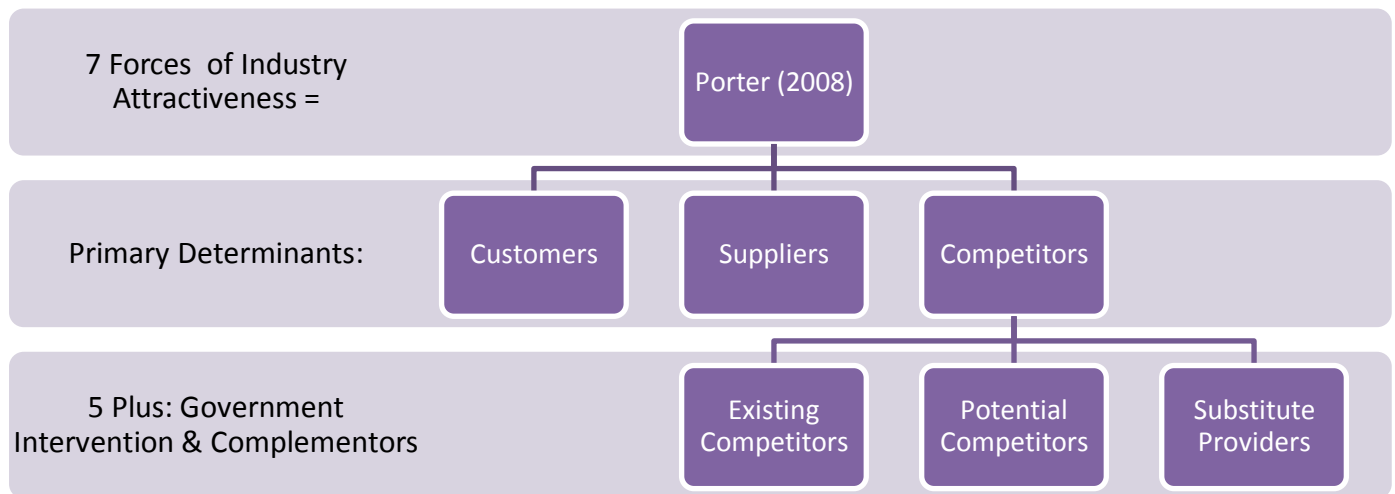 7 Forces  of Industry
Attractiveness =
Porter (2008)
Primary Determinants:
Customers
Suppliers
Competitors
5 Plus: Government
Intervention & Complementors
Existing
Competitors
Potential
Competitors
Substitute
Providers